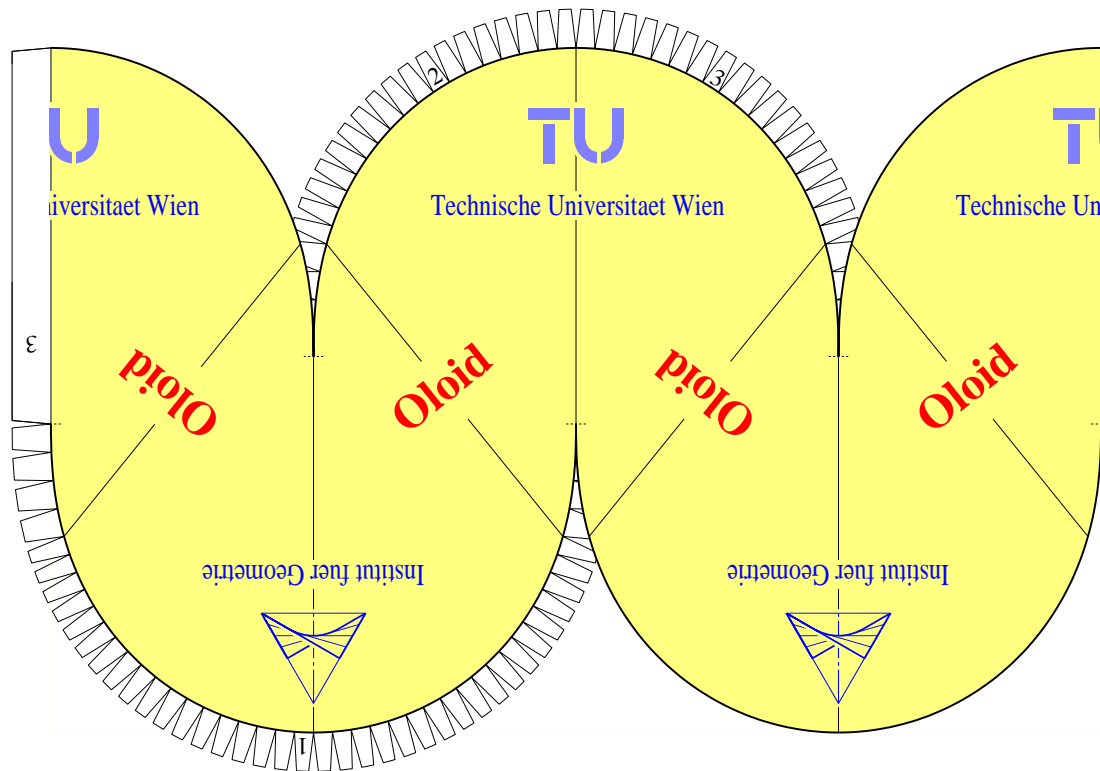 2
3
U
TU
T
iversitaet Wien
Technische Universitaet Wien
Technische Un
3
Oloid
Oloid
Oloid
Oloid
Institut fuer Geometrie
Institut fuer Geometrie
1